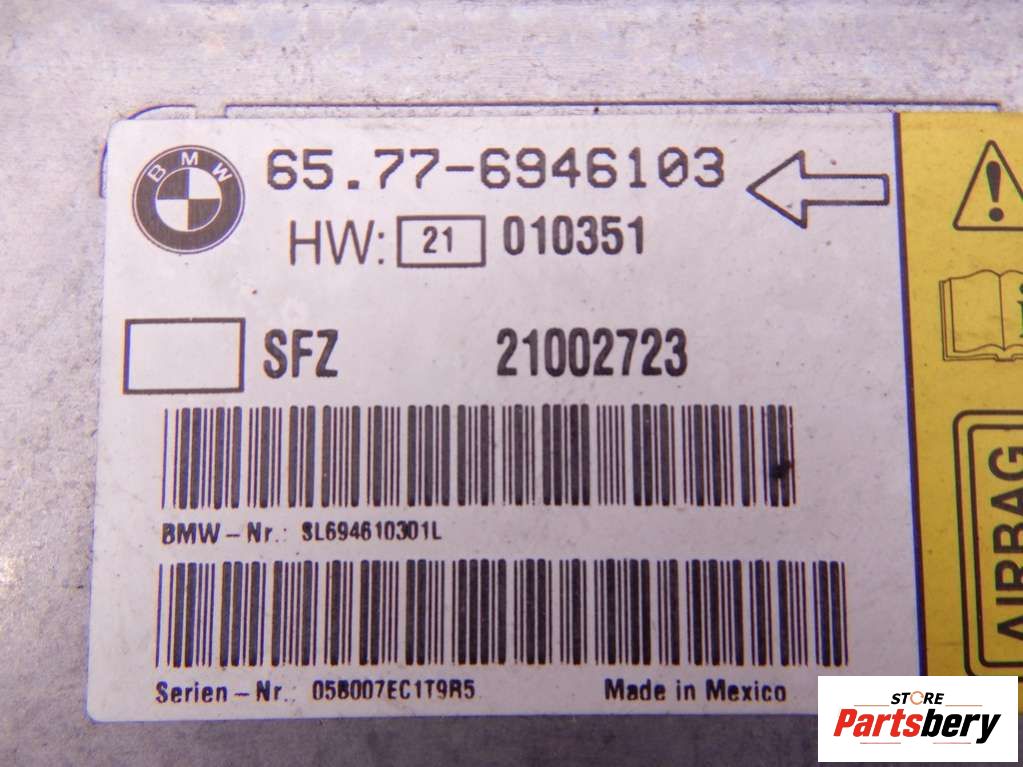 BMW
65.77-6946103
HW: 21 010351
SFZ 21002723
BMW-Nr.: SL694610301L
Serien-Nr.: 05B007EC1T9R5
Made in Mexico
AIRBAG
STORE
Partsbery